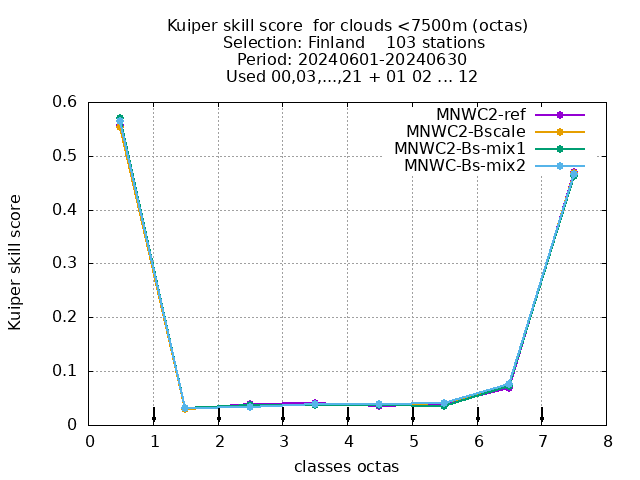 Kuiper skill score  for clouds <7500m (octas)
Selection: Finland    103 stations
Period: 20240601-20240630
Used 00,03,...,21 + 01 02 ... 12
MNWC2-ref
MNWC2-Bscale
MNWC2-Bs-mix1
MNWC-Bs-mix2
Kuiper skill score
0.6
0.5
0.4
0.3
0.2
0.1
0
0 1 2 3 4 5 6 7 8
classes octas